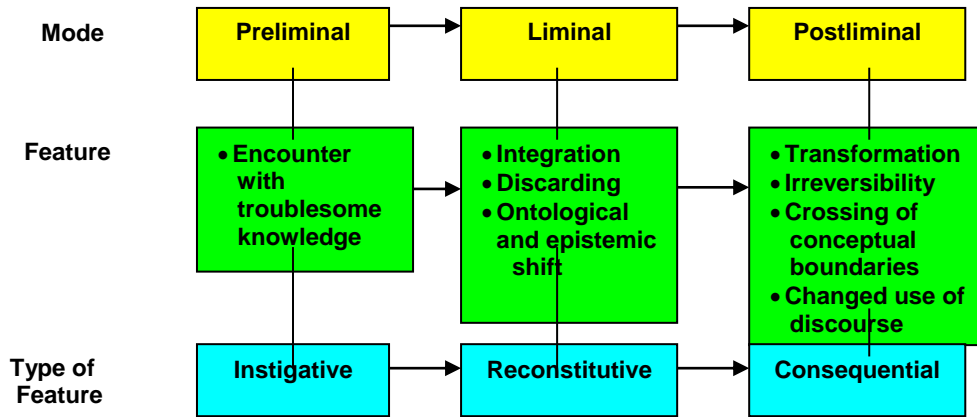 Mode
Preliminal
Liminal
Postliminal
Feature
• Encounter
with
troublesome
knowledge
• Integration
• Discarding
• Ontological
and epistemic
shift
• Transformation
• Irreversibility
• Crossing of
conceptual
boundaries
• Changed use of
discourse
Type of
Feature
Instigative
Reconstitutive
Consequential